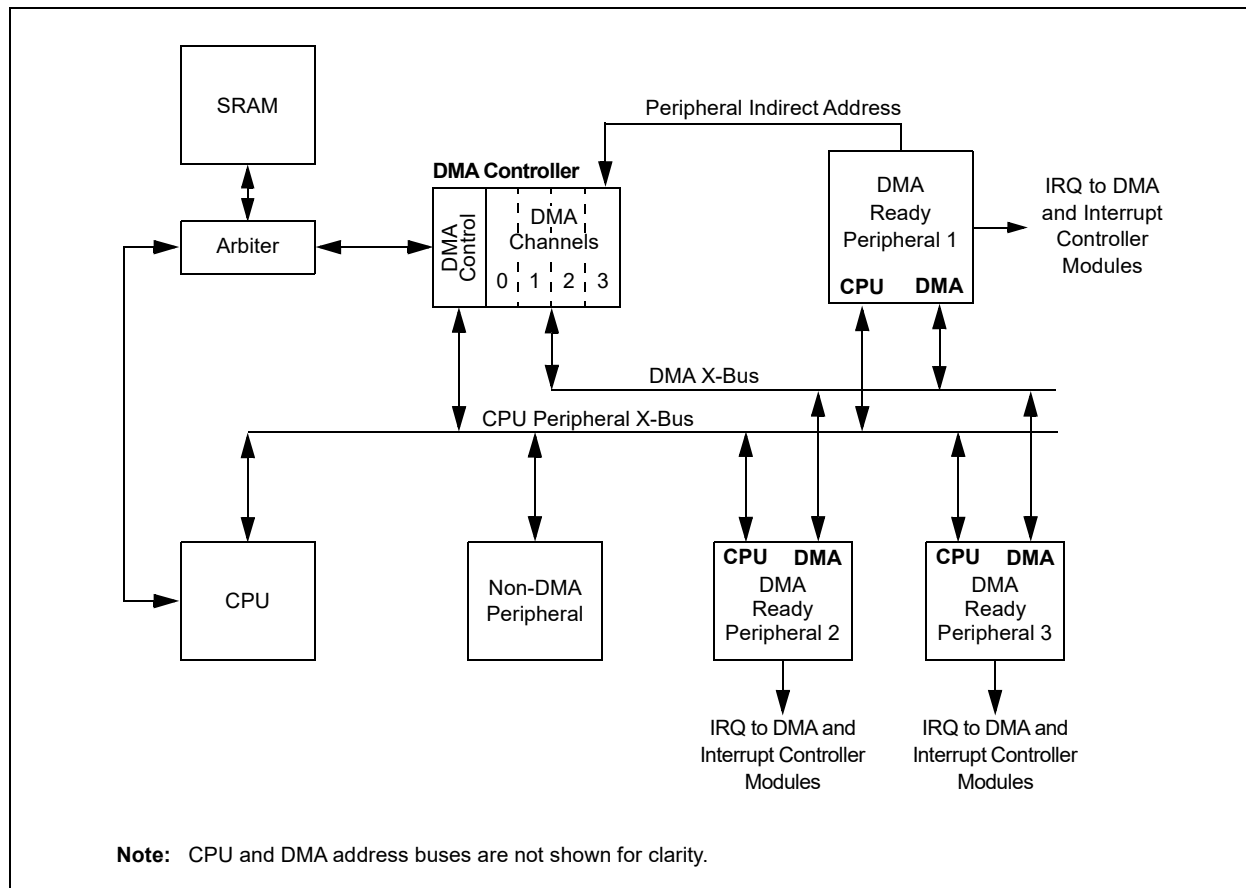 SRAM
Peripheral Indirect Address
DMA Controller
DMA
Ready
Peripheral 1
CPU DMA
IRQ to DMA
and Interrupt
Controller
Modules
Arbiter
DMA
Control
DMA
Channels
0 1 2 3
DMA X-Bus
CPU Peripheral X-Bus
CPU
Non-DMA
Peripheral
CPU DMA
DMA
Ready
Peripheral 2
CPU DMA
DMA
Ready
Peripheral 3
IRQ to DMA and
Interrupt Controller
Modules
IRQ to DMA and
Interrupt Controller
Modules
Note: CPU and DMA address buses are not shown for clarity.